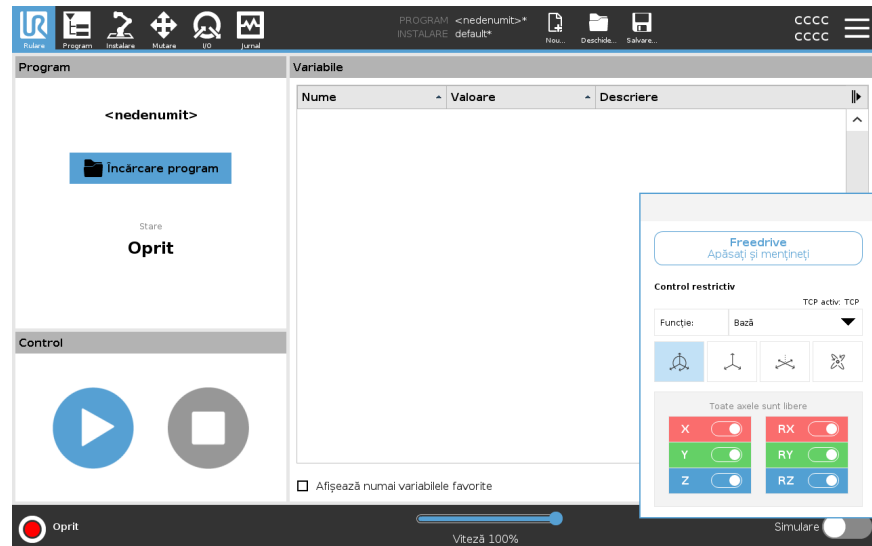 UR
Rulare
Program
Instalare
Mutare
I/O
Jurnal
PROGRAM <nedenumit>*
INSTALARE default*
Nou...
Deschide...
Salvare...
CCCC
CCCC
Program
<nedenumit>
Încărcare program
Stare
Oprit
Control
Variabile
Nume
Valoare
Descriere
Afișează numai variabilele favorite
Freedrive
Apăsați și mențineți
Control restrictiv
TCP activ: TCP
Funcție: Bază
Toate axele sunt libere
X RX
Y RY
Z RZ
Oprit
Viteză 100%
Simulare